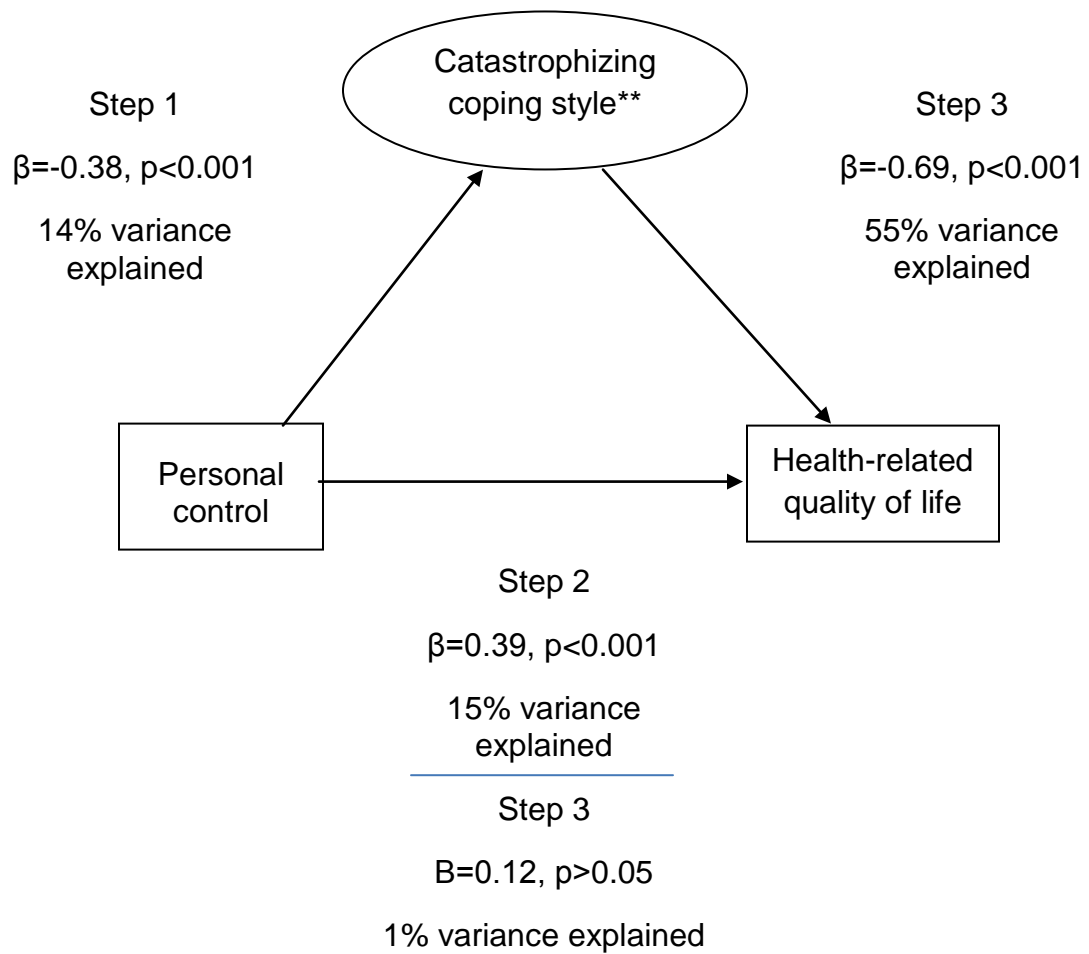 Catastrophizing
coping style**
Step 1
β=-0.38, p<0.001
14% variance
explained
Step 3
β=-0.69, p<0.001
55% variance
explained
Personal
control
Health-related
quality of life
Step 2
β=0.39, p<0.001
15% variance
explained
Step 3
B=0.12, p>0.05
1% variance explained